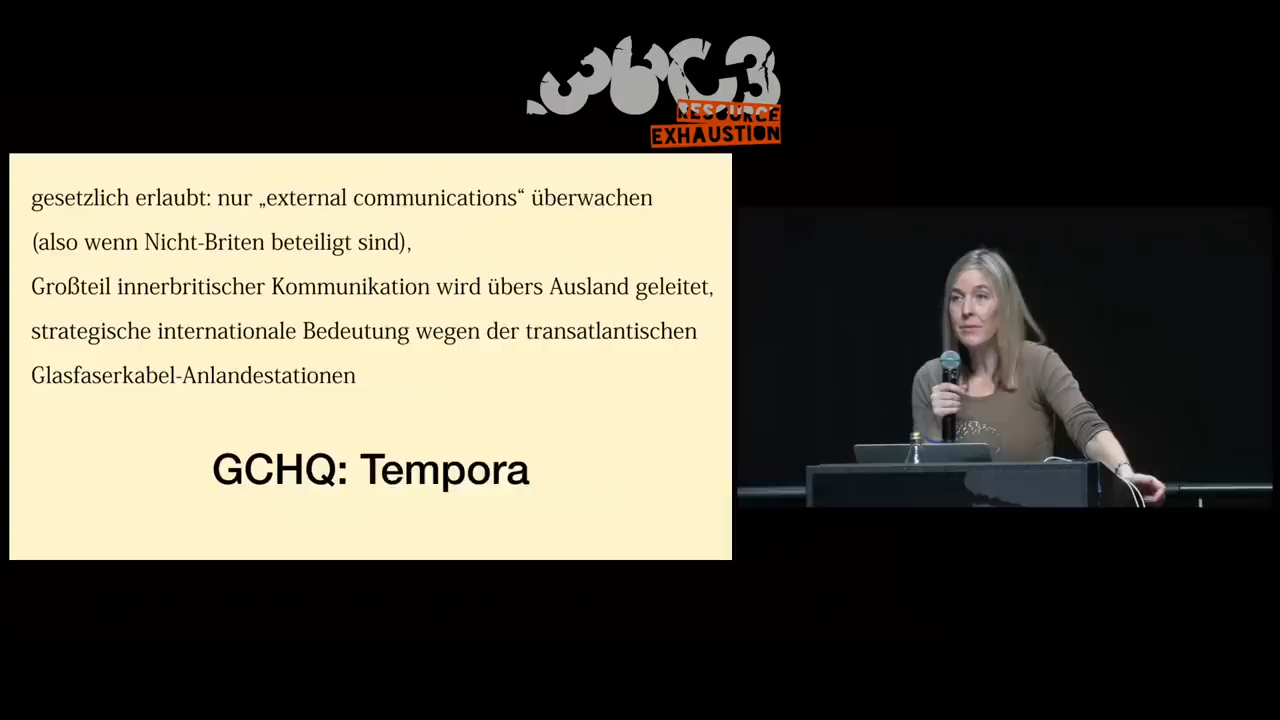 36C3
RESOURCE
EXHAUSTION
gesetzlich erlaubt: nur „external communications“ überwachen
(also wenn Nicht-Briten beteiligt sind),
Großteil innerbritischer Kommunikation wird übers Ausland geleitet,
strategische internationale Bedeutung wegen der transatlantischen
Glasfaserkabel-Anlandestationen
GCHQ: Tempora